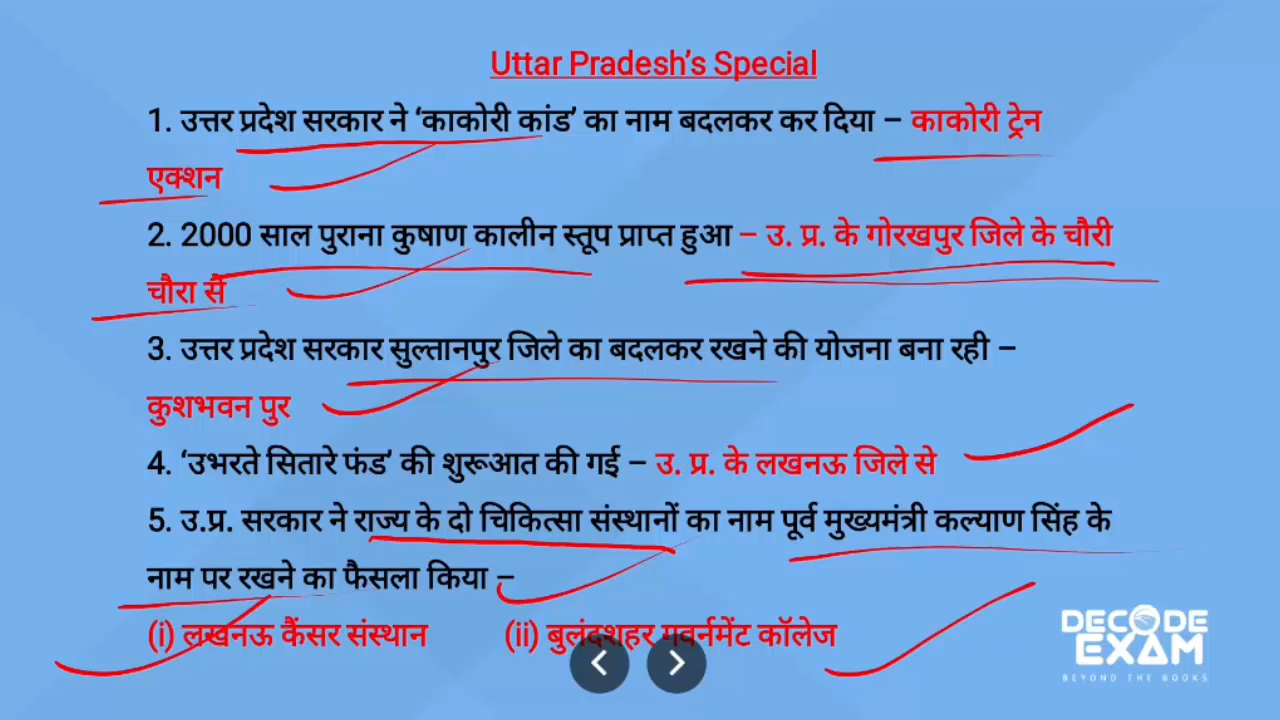 Uttar Pradesh’s Special
1. उत्तर प्रदेश सरकार ने ‘काकोरी कांड’ का नाम बदलकर कर दिया – काकोरी ट्रेन
एक्शन
2. 2000 साल पुराना कुषाण कालीन स्तूप प्राप्त हुआ – उ. प्र. के गोरखपुर जिले के चौरी
चौरा से
3. उत्तर प्रदेश सरकार सुल्तानपुर जिले का बदलकर रखने की योजना बना रही –
कुशभवन पुर
4. ‘उभरते सितारे फंड’ की शुरूआत की गई – उ. प्र. के लखनऊ जिले से
5. उ.प्र. सरकार ने राज्य के दो चिकित्सा संस्थानों का नाम पूर्व मुख्यमंत्री कल्याण सिंह के
नाम पर रखने का फैसला किया –
(i) लखनऊ कैंसर संस्थान (ii) बुलंदशहर गवर्नमेंट कॉलेज
DECODE
EXAM
BEYOND THE BOOKS